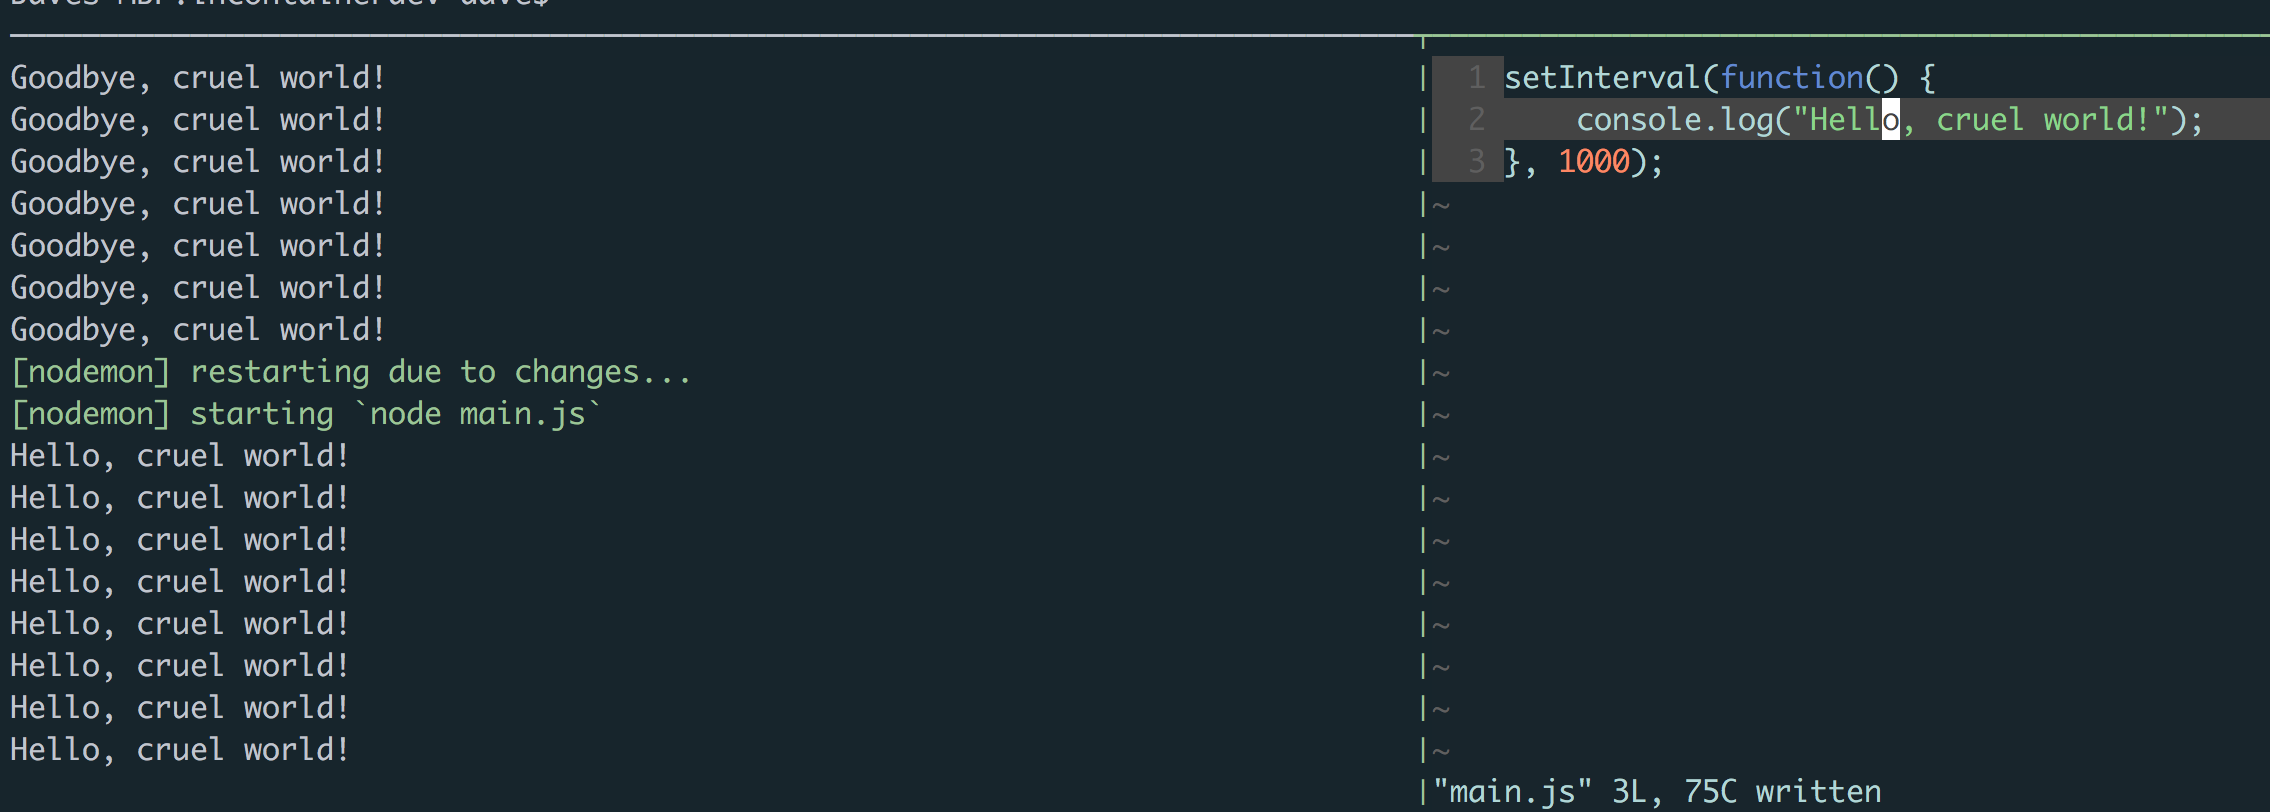 Goodbye, cruel world!
Goodbye, cruel world!
Goodbye, cruel world!
Goodbye, cruel world!
Goodbye, cruel world!
Goodbye, cruel world!
Goodbye, cruel world!
[nodemon] restarting due to changes...
[nodemon] starting `node main.js`
Hello, cruel world!
Hello, cruel world!
Hello, cruel world!
Hello, cruel world!
Hello, cruel world!
Hello, cruel world!
Hello, cruel world!
Hello, cruel world!
1 setInterval(function() {
2     console.log("Hello, cruel world!");
3 }, 1000);
~
~
~
~
~
~
~
~
~
~
~
~
~
~
"main.js" 3L, 75C written